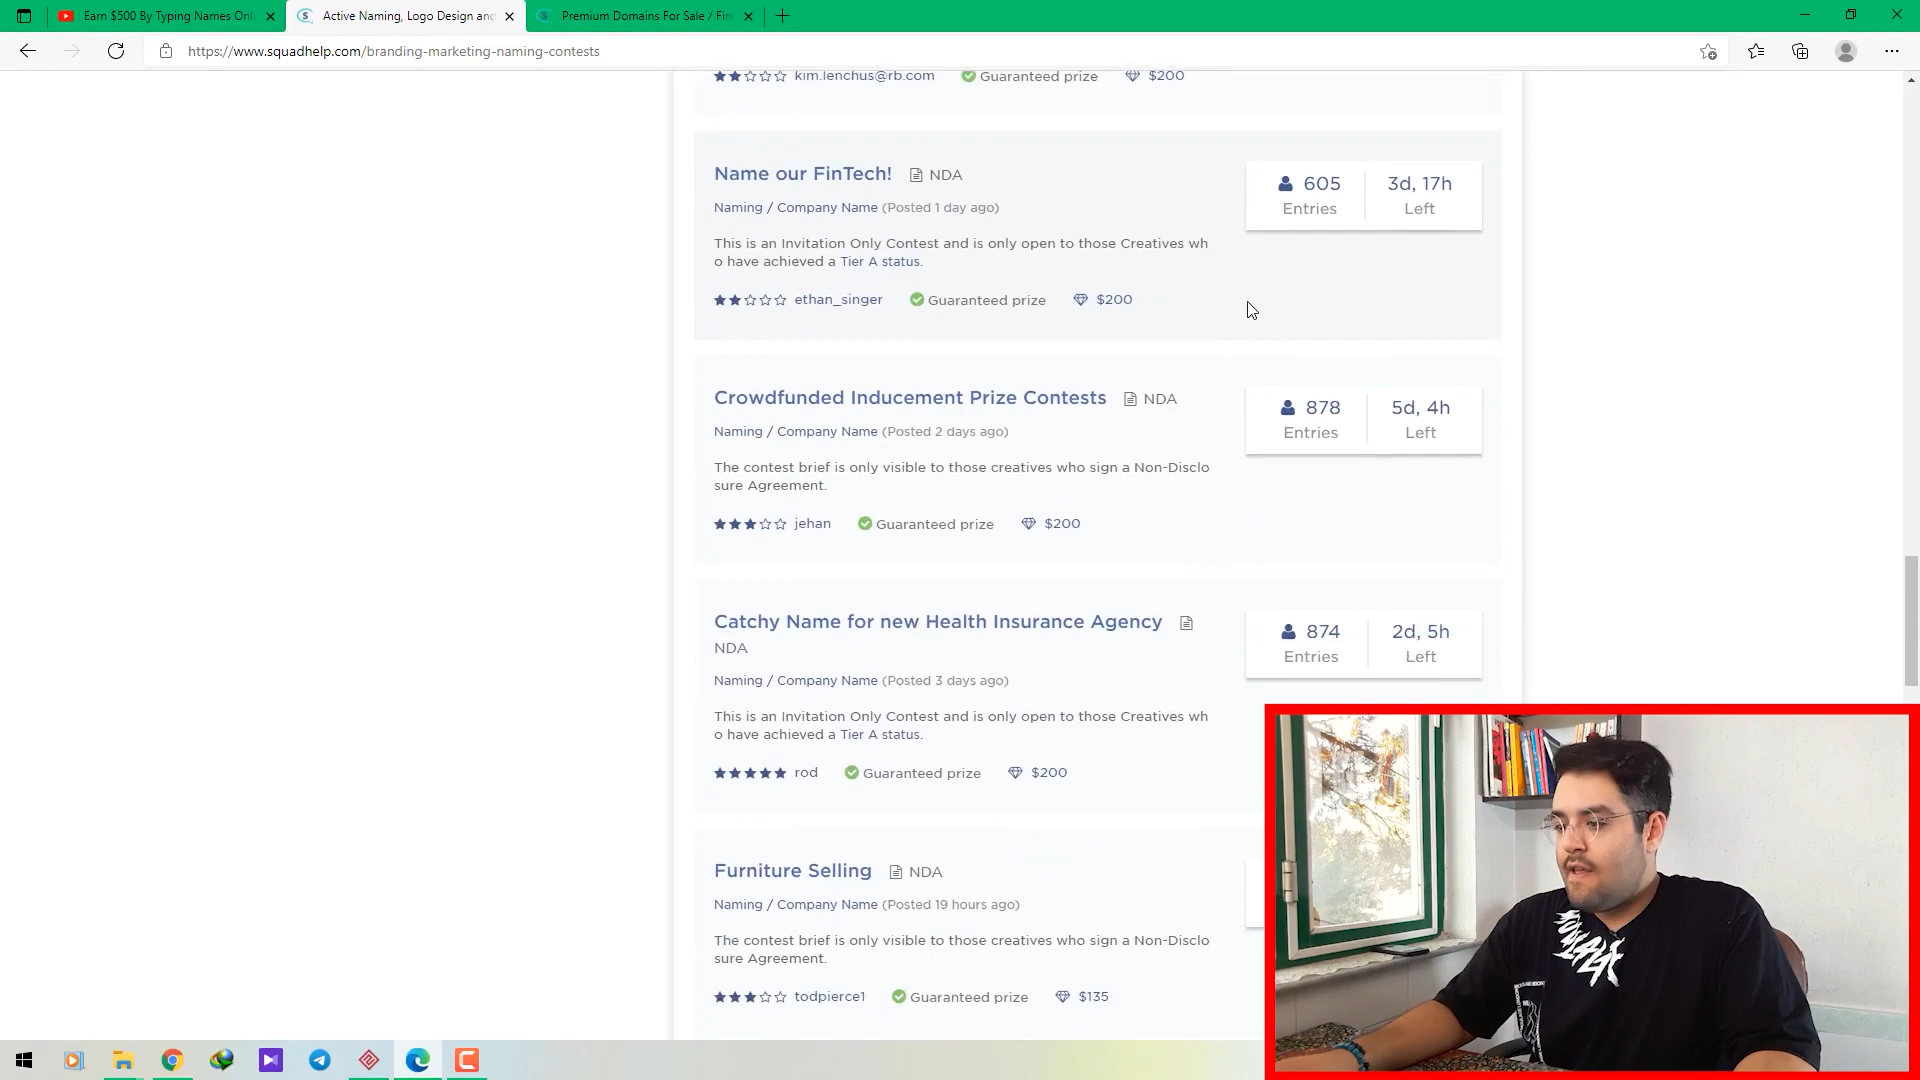 Earn $500 By Typing Names Onl
Active Naming, Logo Design and
Premium Domains For Sale / Fin
https://www.squadhelp.com/branding-marketing-naming-contests
kim.lenchus@rb.com Guaranteed prize $200
Name our FinTech! NDA
605 3d, 17h
Entries Left
Naming / Company Name (Posted 1 day ago)
This is an Invitation Only Contest and is only open to those Creatives wh
o have achieved a Tier A status.
ethan_singer Guaranteed prize $200
Crowdfunded Inducement Prize Contests NDA
878 5d, 4h
Entries Left
Naming / Company Name (Posted 2 days ago)
The contest brief is only visible to those creatives who sign a Non-Disclo
sure Agreement.
jehan Guaranteed prize $200
Catchy Name for new Health Insurance Agency
NDA
874 2d, 5h
Entries Left
Naming / Company Name (Posted 3 days ago)
This is an Invitation Only Contest and is only open to those Creatives wh
o have achieved a Tier A status.
rod Guaranteed prize $200
Furniture Selling NDA
Naming / Company Name (Posted 19 hours ago)
The contest brief is only visible to those creatives who sign a Non-Disclo
sure Agreement.
todpierce1 Guaranteed prize $135